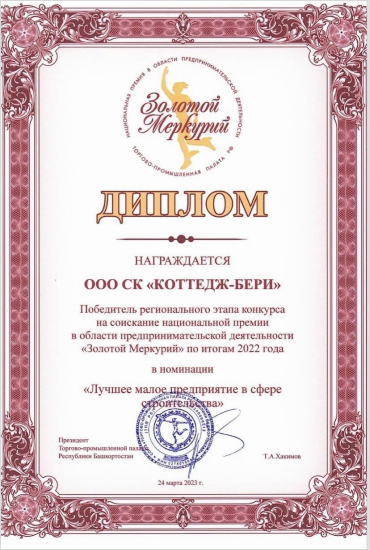 НАЦИОНАЛЬНАЯ ПРЕМИЯ В ОБЛАСТИ ПРЕДПРИНИМАТЕЛЬСКОЙ ДЕЯТЕЛЬНОСТИ
Золотой
Меркурий
ТОРГОВО-ПРОМЫШЛЕННАЯ ПАЛАТА РФ
ДИПЛОМ
НАГРАЖДАЕТСЯ
ООО СК «КОТТЕДЖ-БЕРИ»
Победитель регионального этапа конкурса
на соискание национальной премии
в области предпринимательской деятельности
«Золотой Меркурий» по итогам 2022 года
в номинации
«Лучшее малое предприятие в сфере
строительства»
Президент
Торгово-промышленной палаты
Республики Башкортостан
Т.А.Хакимов
24 марта 2023 г.